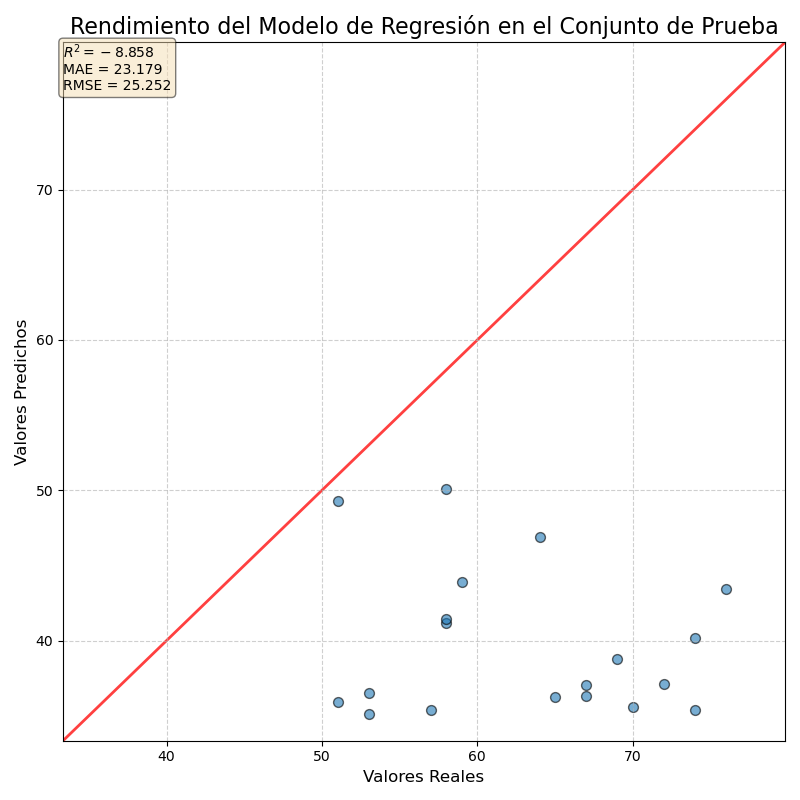 Rendimiento del Modelo de Regresión en el Conjunto de Prueba
R² = −8.858
MAE = 23.179
RMSE = 25.252
70
60
50
40
Valores Predichos
40 50 60 70
Valores Reales